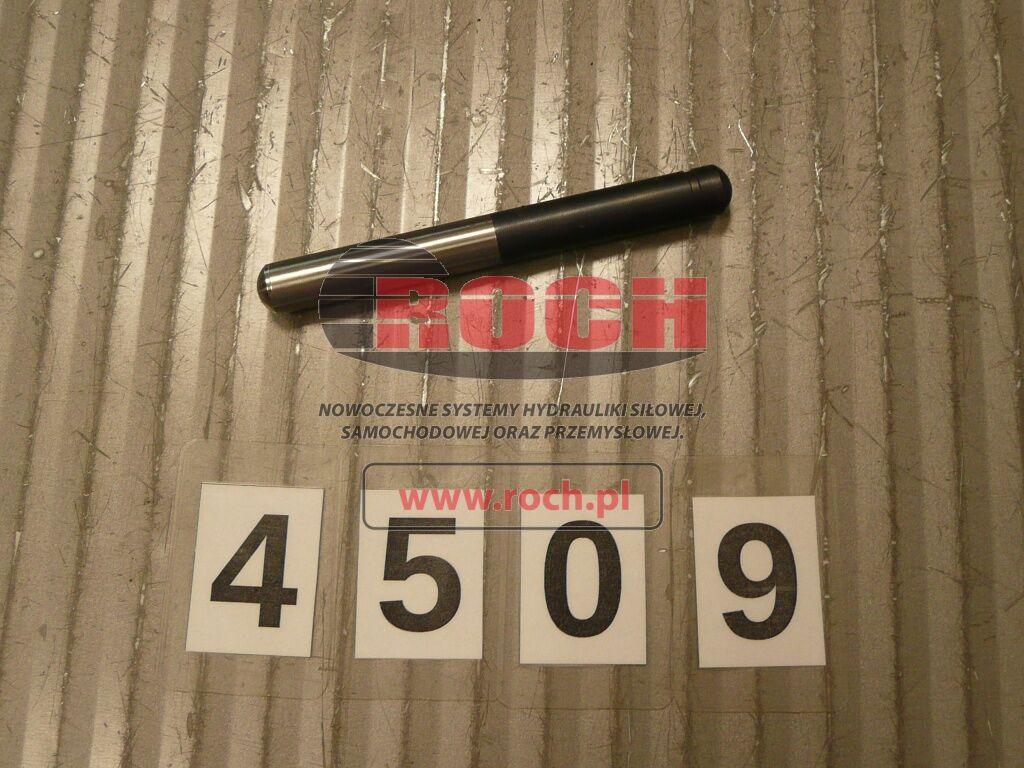 ROCH
NOWOCZESNE SYSTEMY HYDRAULIKI SIŁOWEJ,
SAMOCHODOWEJ ORAZ PRZEMYSŁOWEJ.
www.roch.pl
4 5 0 9